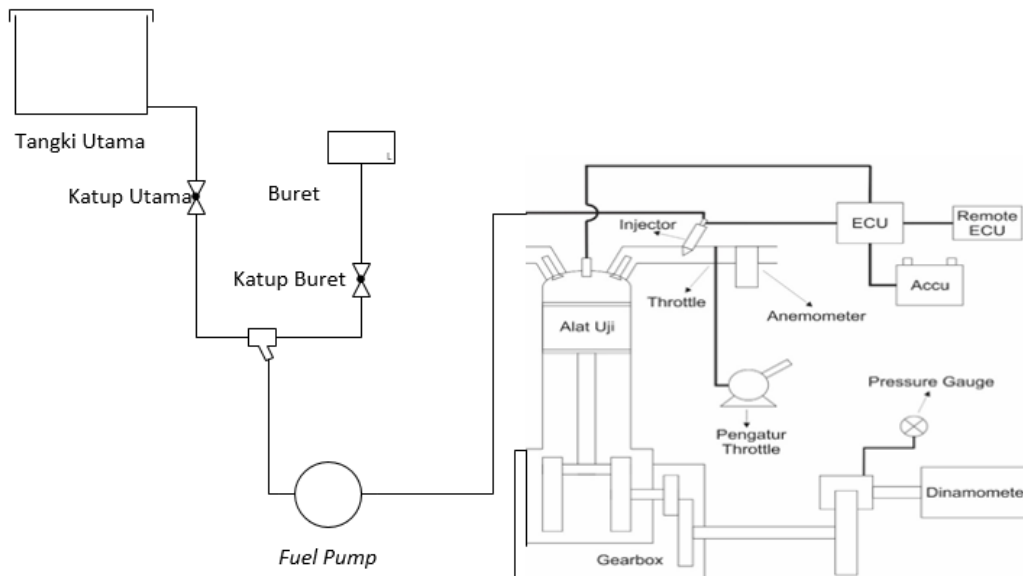 Tangki Utama
Katup Utama
Buret
L
Katup Buret
Fuel Pump
Injector
ECU
Remote
ECU
Accu
Throttle
Anemometer
Alat Uji
Pengatur
Throttle
Pressure Gauge
Dinamometer
Gearbox